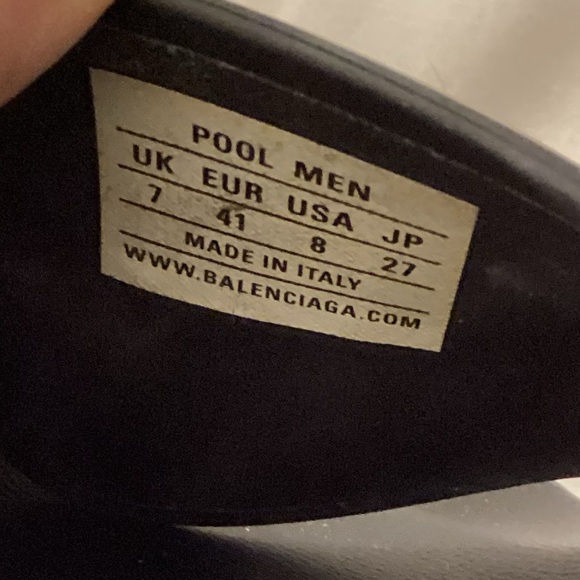 POOL MEN
UK EUR USA JP
7 41 8 27
MADE IN ITALY
WWW.BALENCIAGA.COM